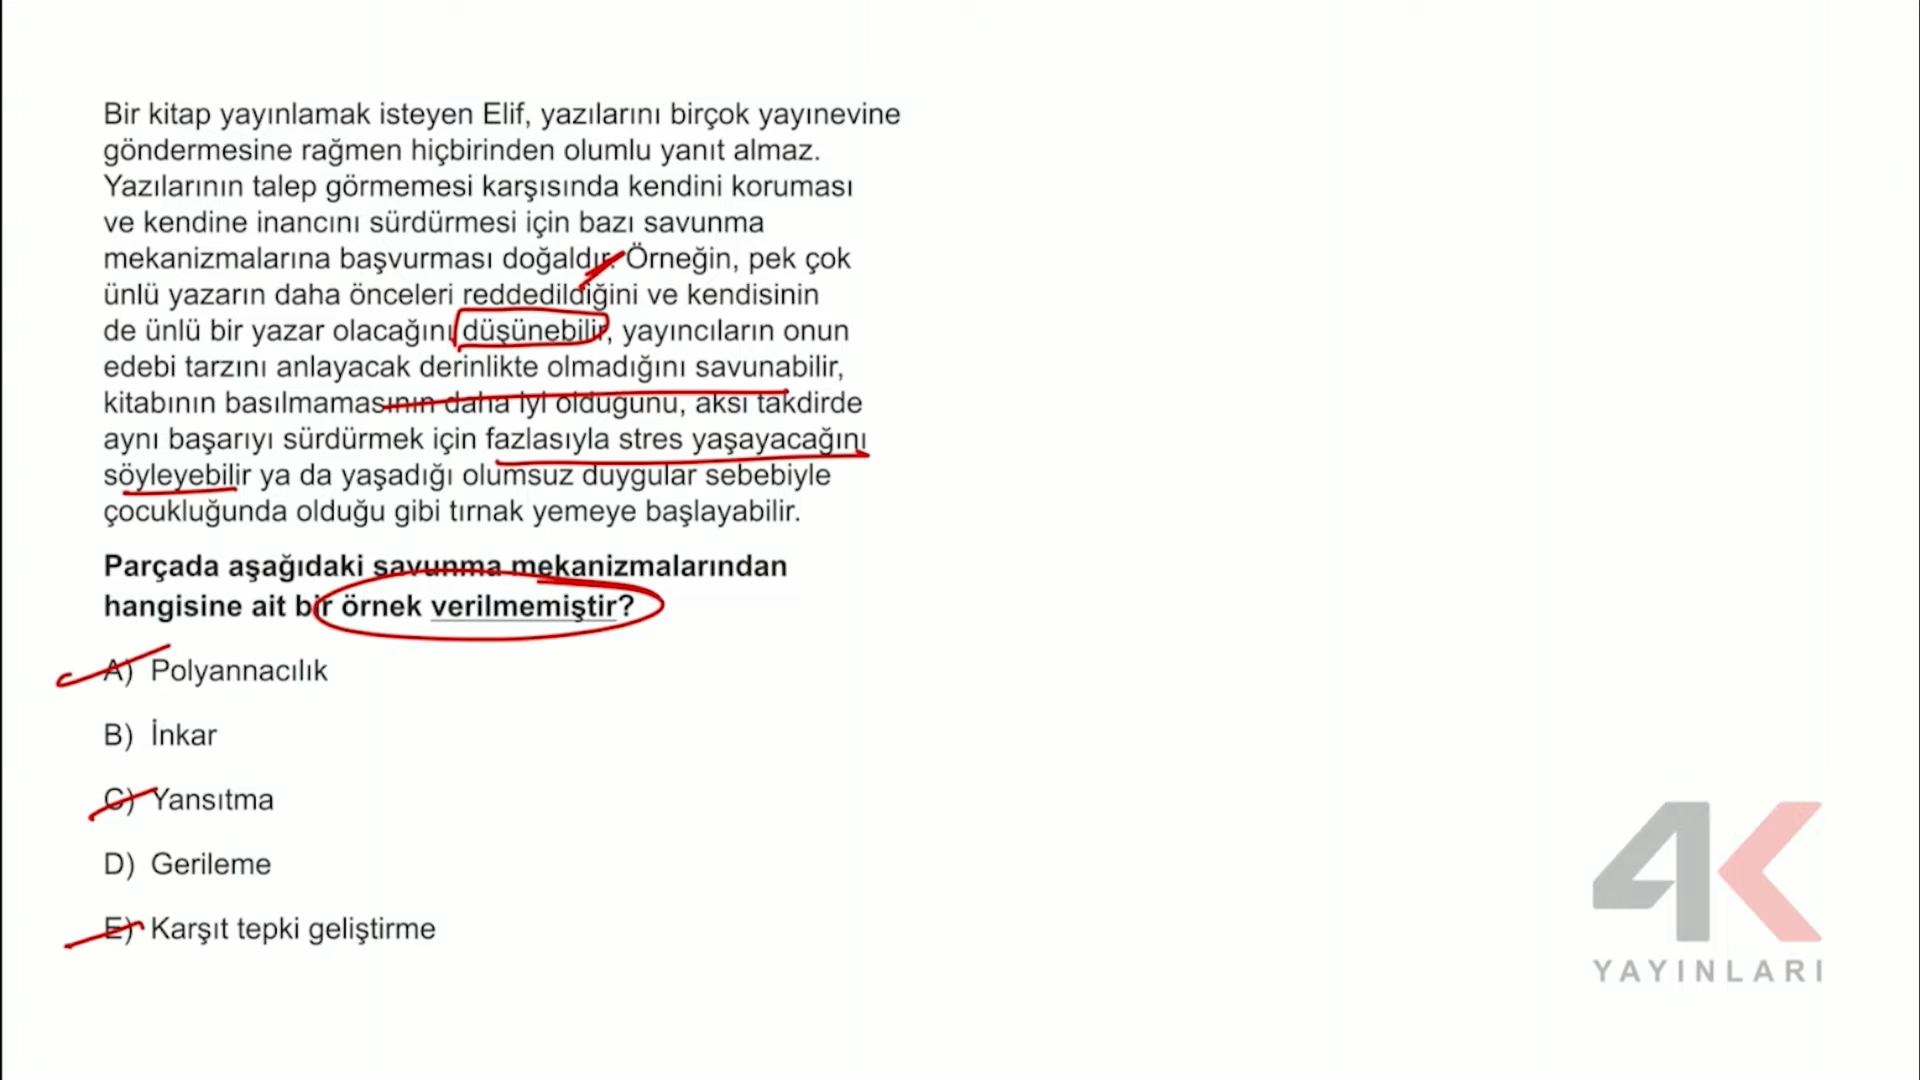 Bir kitap yayınlamak isteyen Elif, yazılarını birçok yayınevine
göndermesine rağmen hiçbirinden olumlu yanıt almaz.
Yazılarının talep görmemesi karşısında kendini koruması
ve kendine inancını sürdürmesi için bazı savunma
mekanizmalarına başvurması doğaldır. Örneğin, pek çok
ünlü yazarın daha önceleri reddedildiğini ve kendisinin
de ünlü bir yazar olacağını düşünebilir, yayıncıların onun
edebi tarzını anlayacak derinlikte olmadığını savunabilir,
kitabının basılmamasının daha iyi olduğunu, aksi takdirde
aynı başarıyı sürdürmek için fazlasıyla stres yaşayacağını
söyleyebilir ya da yaşadığı olumsuz duygular sebebiyle
çocukluğunda olduğu gibi tırnak yemeye başlayabilir.
Parçada aşağıdaki savunma mekanizmalarından
hangisine ait bir örnek verilmemiştir?
A) Polyannacılık
B) İnkar
C) Yansıtma
D) Gerileme
E) Karşıt tepki geliştirme
4K
YAYINLARI